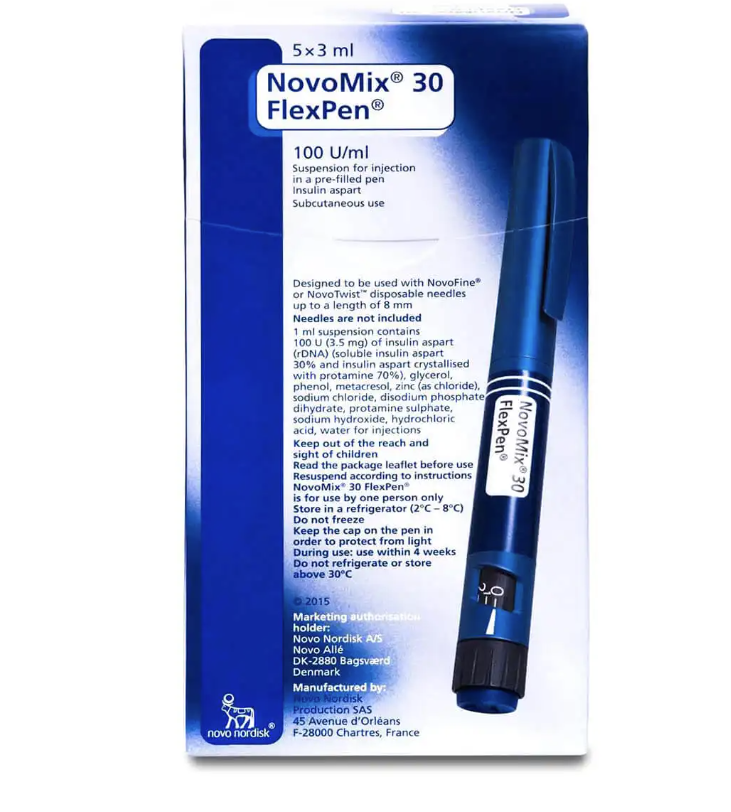 5×3 ml
NovoMix® 30
FlexPen®
100 U/ml
Suspension for injection
in a pre-filled pen
Insulin aspart
Subcutaneous use
Designed to be used with NovoFine®
or NovoTwist™ disposable needles
up to a length of 8 mm
Needles are not included
1 ml suspension contains
100 U (3.5 mg) of insulin aspart
(rDNA) (soluble insulin aspart
30% and insulin aspart crystallised
with protamine 70%), glycerol,
phenol, metacresol, zinc (as chloride),
sodium chloride, disodium phosphate
dihydrate, protamine sulphate,
sodium hydroxide, hydrochloric
acid, water for injections
Keep out of the reach and
sight of children
Read the package leaflet before use
Resuspend according to instructions
NovoMix® 30 FlexPen®
is for use by one person only
Store in a refrigerator (2°C – 8°C)
Do not freeze
Keep the cap on the pen in
order to protect from light
During use: use within 4 weeks
Do not refrigerate or store
above 30°C
© 2015
Marketing authorisation
holder:
Novo Nordisk A/S
Novo Allé
DK-2880 Bagsværd
Denmark
Manufactured by:
Novo Nordisk
Production SAS
45 Avenue d'Orléans
F-28000 Chartres, France
NovoMix® 30
FlexPen®
novo nordisk®